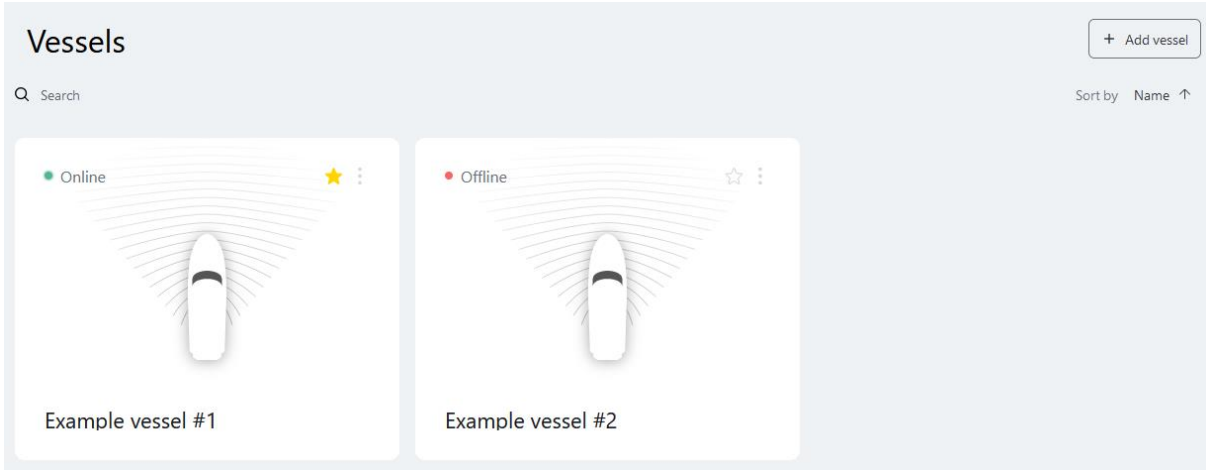 Vessels
+ Add vessel
Search
Sort by Name ↑
Online
Offline
Example vessel #1
Example vessel #2